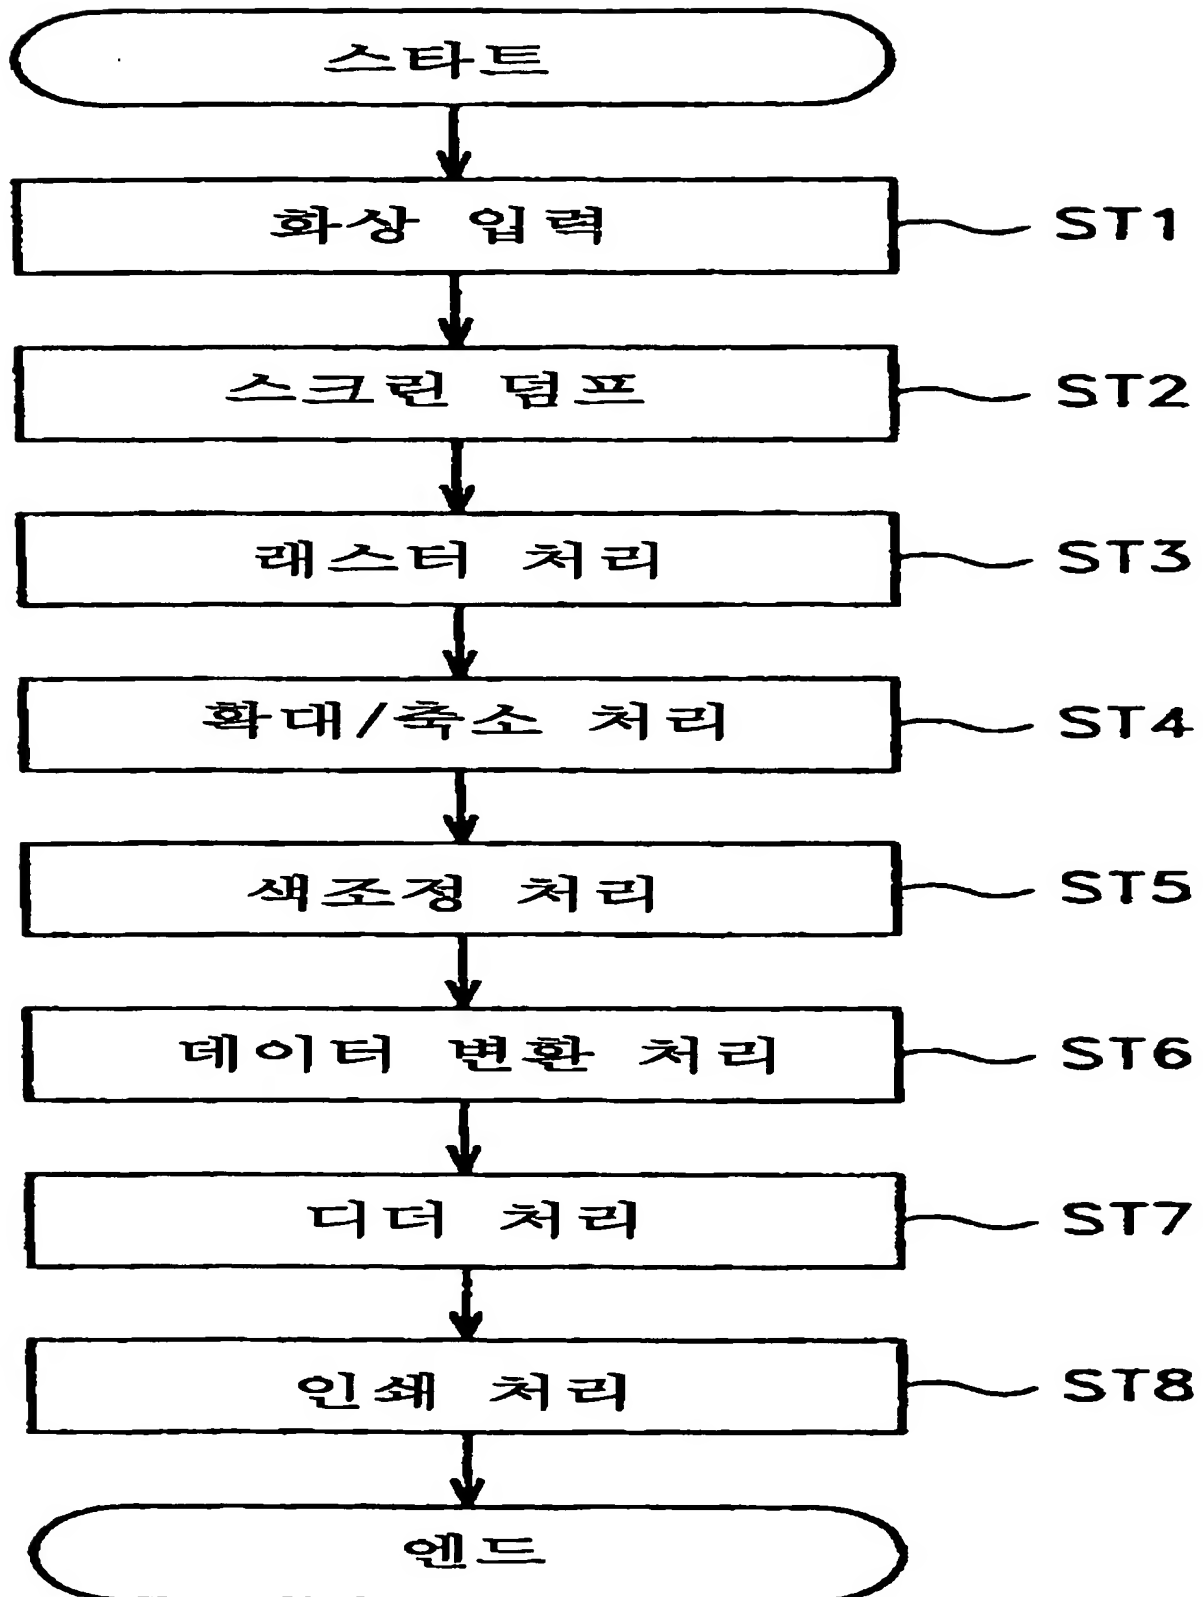 스타트
화상 입력 ST1
스크린 덤프 ST2
래스터 처리 ST3
확대/축소 처리 ST4
색조정 처리 ST5
데이터 변환 처리 ST6
디더 처리 ST7
인쇄 처리 ST8
엔드